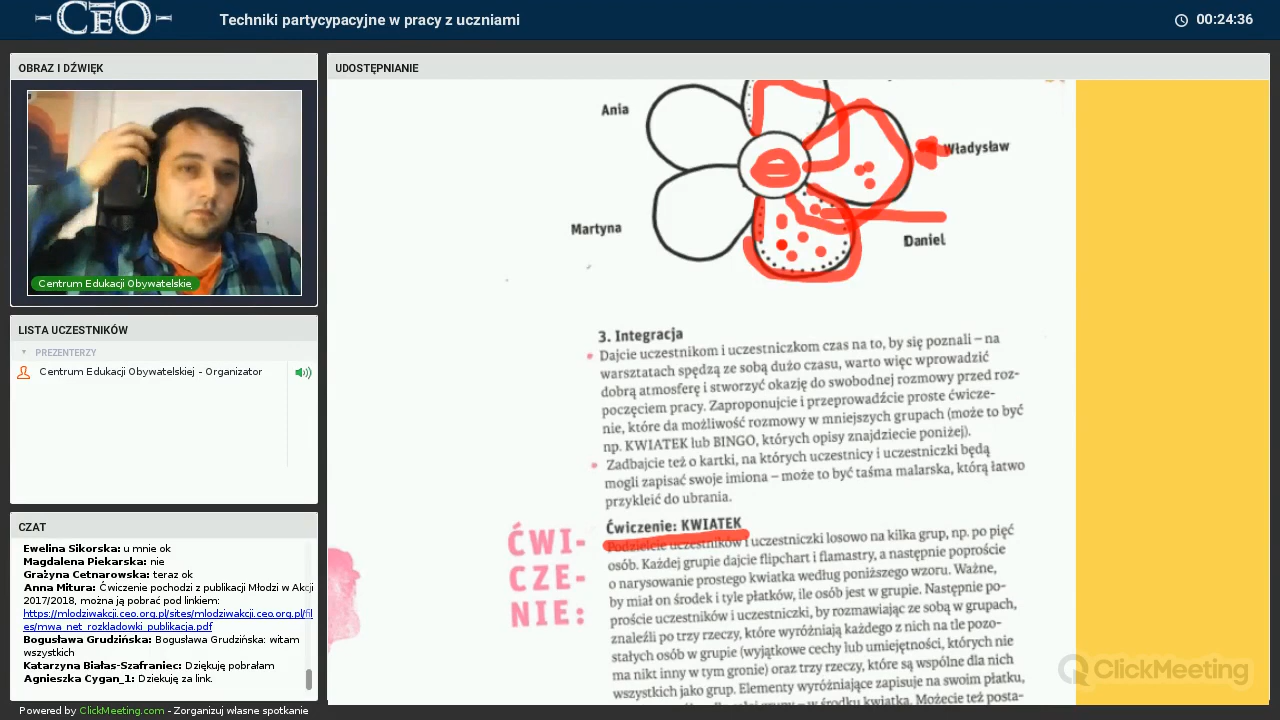 CEO
Techniki partycypacyjne w pracy z uczniami
00:24:36
OBRAZ I DŹWIĘK
Centrum Edukacji Obywatelskiej
LISTA UCZESTNIKÓW
PREZENTERZY
Centrum Edukacji Obywatelskiej - Organizator
CZAT
Ewelina Sikorska: u mnie ok
Magdalena Piekarska: nie
Grażyna Cetnarowska: teraz ok
Anna Mitura: Ćwiczenie pochodzi z publikacji Młodzi w Akcji
2017/2018, można ją pobrać pod linkiem:
https://mlodziwakcji.ceo.org.pl/sites/mlodziwakcji.ceo.org.pl/fil
es/mwa_net_rozkladowki_publikacja.pdf
Bogusława Grudzińska: Bogusława Grudzińska: witam
wszystkich
Katarzyna Białas-Szafraniec: Dziękuję pobrałam
Agnieszka Cygan_1: Dziekuję za link.
Powered by ClickMeeting.com - Zorganizuj własne spotkanie
UDOSTĘPNIANIE
Ania
Władysław
Martyna
Daniel
3. Integracja
Dajcie uczestnikom i uczestniczkom czas na to, by się poznali – na
warsztatach spędzą ze sobą dużo czasu, warto więc wprowadzić
dobrą atmosferę i stworzyć okazję do swobodnej rozmowy przed roz-
poczęciem pracy. Zaproponujcie i przeprowadźcie proste ćwicze-
nie, które da możliwość rozmowy w mniejszych grupach (może to być
np. KWIATEK lub BINGO, których opisy znajdziecie poniżej).
Zadbajcie też o kartki, na których uczestnicy i uczestniczki będą
mogli zapisać swoje imiona – może to być taśma malarska, którą łatwo
przykleić do ubrania.
ĆWI-
CZE-
NIE:
Ćwiczenie: KWIATEK
Podzielcie uczestników i uczestniczki losowo na kilka grup, np. po pięć
osób. Każdej grupie dajcie flipchart i flamastry, a następnie poproście
o narysowanie prostego kwiatka według poniższego wzoru. Ważne,
by miał on środek i tyle płatków, ile osób jest w grupie. Następnie po-
proście uczestników i uczestniczki, by rozmawiając ze sobą w grupach,
znaleźli po trzy rzeczy, które wyróżniają każdego z nich na tle pozo-
stałych osób w grupie (wyjątkowe cechy lub umiejętności, których nie
ma nikt inny w tym gronie) oraz trzy rzeczy, które są wspólne dla nich
wszystkich jako grup. Elementy wyróżniające zapisuje na swoim płatku,
w środku kwiatka. Możecie też posta-
ClickMeeting